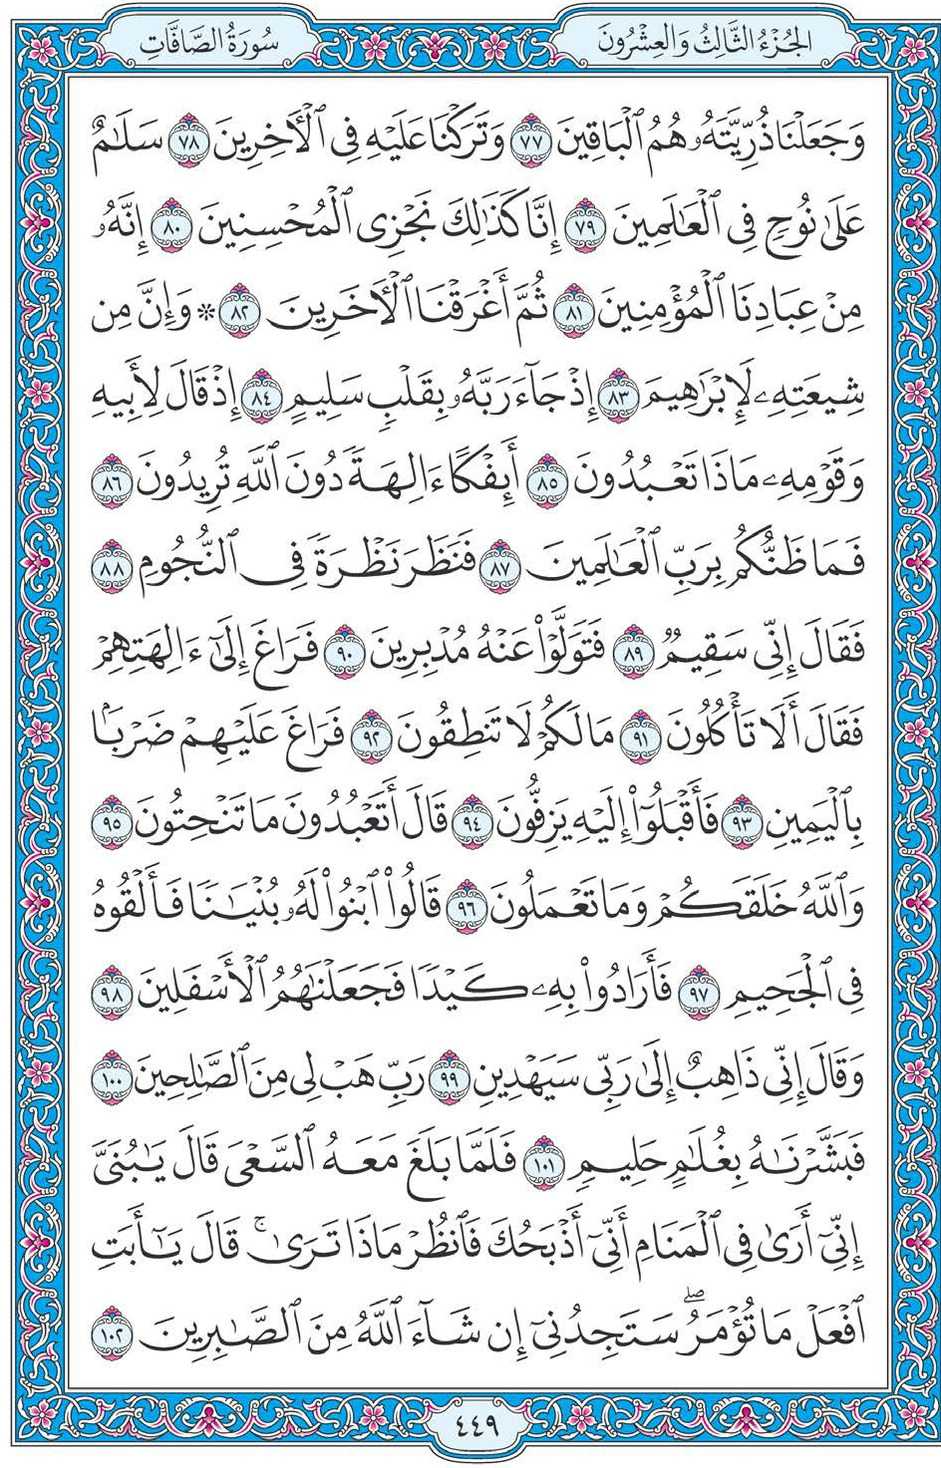 الجُزْءُ الثَّالِثُ وَالعِشْرُونَ
سُورَةُ الصَّافَّاتِ
وَجَعَلْنَا ذُرِّيَّتَهُۥ هُمُ ٱلْبَاقِينَ ٧٧ وَتَرَكْنَا عَلَيْهِ فِى ٱلْءَاخِرِينَ ٧٨ سَلَٰمٌ
عَلَىٰ نُوحٍ فِى ٱلْعَٰلَمِينَ ٧٩ إِنَّا كَذَٰلِكَ نَجْزِى ٱلْمُحْسِنِينَ ٨٠ إِنَّهُۥ
مِنْ عِبَادِنَا ٱلْمُؤْمِنِينَ ٨١ ثُمَّ أَغْرَقْنَا ٱلْءَاخَرِينَ ٨٢ * وَإِنَّ مِن
شِيعَتِهِۦ لَإِبْرَٰهِيمَ ٨٣ إِذْ جَآءَ رَبَّهُۥ بِقَلْبٍ سَلِيمٍ ٨٤ إِذْ قَالَ لِأَبِيهِ
وَقَوْمِهِۦ مَاذَا تَعْبُدُونَ ٨٥ أَئِفْكًا ءَالِهَةً دُونَ ٱللَّهِ تُرِيدُونَ ٨٦
فَمَا ظَنُّكُم بِرَبِّ ٱلْعَٰلَمِينَ ٨٧ فَنَظَرَ نَظْرَةً فِى ٱلنُّجُومِ ٨٨
فَقَالَ إِنِّى سَقِيمٌ ٨٩ فَتَوَلَّوْا۟ عَنْهُ مُدْبِرِينَ ٩٠ فَرَاغَ إِلَىٰٓ ءَالِهَتِهِمْ
فَقَالَ أَلَا تَأْكُلُونَ ٩١ مَا لَكُمْ لَا تَنطِقُونَ ٩٢ فَرَاغَ عَلَيْهِمْ ضَرْبًۢا
بِٱلْيَمِينِ ٩٣ فَأَقْبَلُوٓا۟ إِلَيْهِ يَزِفُّونَ ٩٤ قَالَ أَتَعْبُدُونَ مَا تَنْحِتُونَ ٩٥
وَٱللَّهُ خَلَقَكُمْ وَمَا تَعْمَلُونَ ٩٦ قَالُوا۟ ٱبْنُوا۟ لَهُۥ بُنْيَٰنًا فَأَلْقُوهُ
فِى ٱلْجَحِيمِ ٩٧ فَأَرَادُوا۟ بِهِۦ كَيْدًا فَجَعَلْنَٰهُمُ ٱلْأَسْفَلِينَ ٩٨
وَقَالَ إِنِّى ذَاهِبٌ إِلَىٰ رَبِّى سَيَهْدِينِ ٩٩ رَبِّ هَبْ لِى مِنَ ٱلصَّٰلِحِينَ ١٠٠
فَبَشَّرْنَٰهُ بِغُلَٰمٍ حَلِيمٍ ١٠١ فَلَمَّا بَلَغَ مَعَهُ ٱلسَّعْىَ قَالَ يَٰبُنَىَّ
إِنِّىٓ أَرَىٰ فِى ٱلْمَنَامِ أَنِّىٓ أَذْبَحُكَ فَٱنظُرْ مَاذَا تَرَىٰ ۚ قَالَ يَٰٓأَبَتِ
ٱفْعَلْ مَا تُؤْمَرُ ۖ سَتَجِدُنِىٓ إِن شَآءَ ٱللَّهُ مِنَ ٱلصَّٰبِرِينَ ١٠٢
٤٤٩